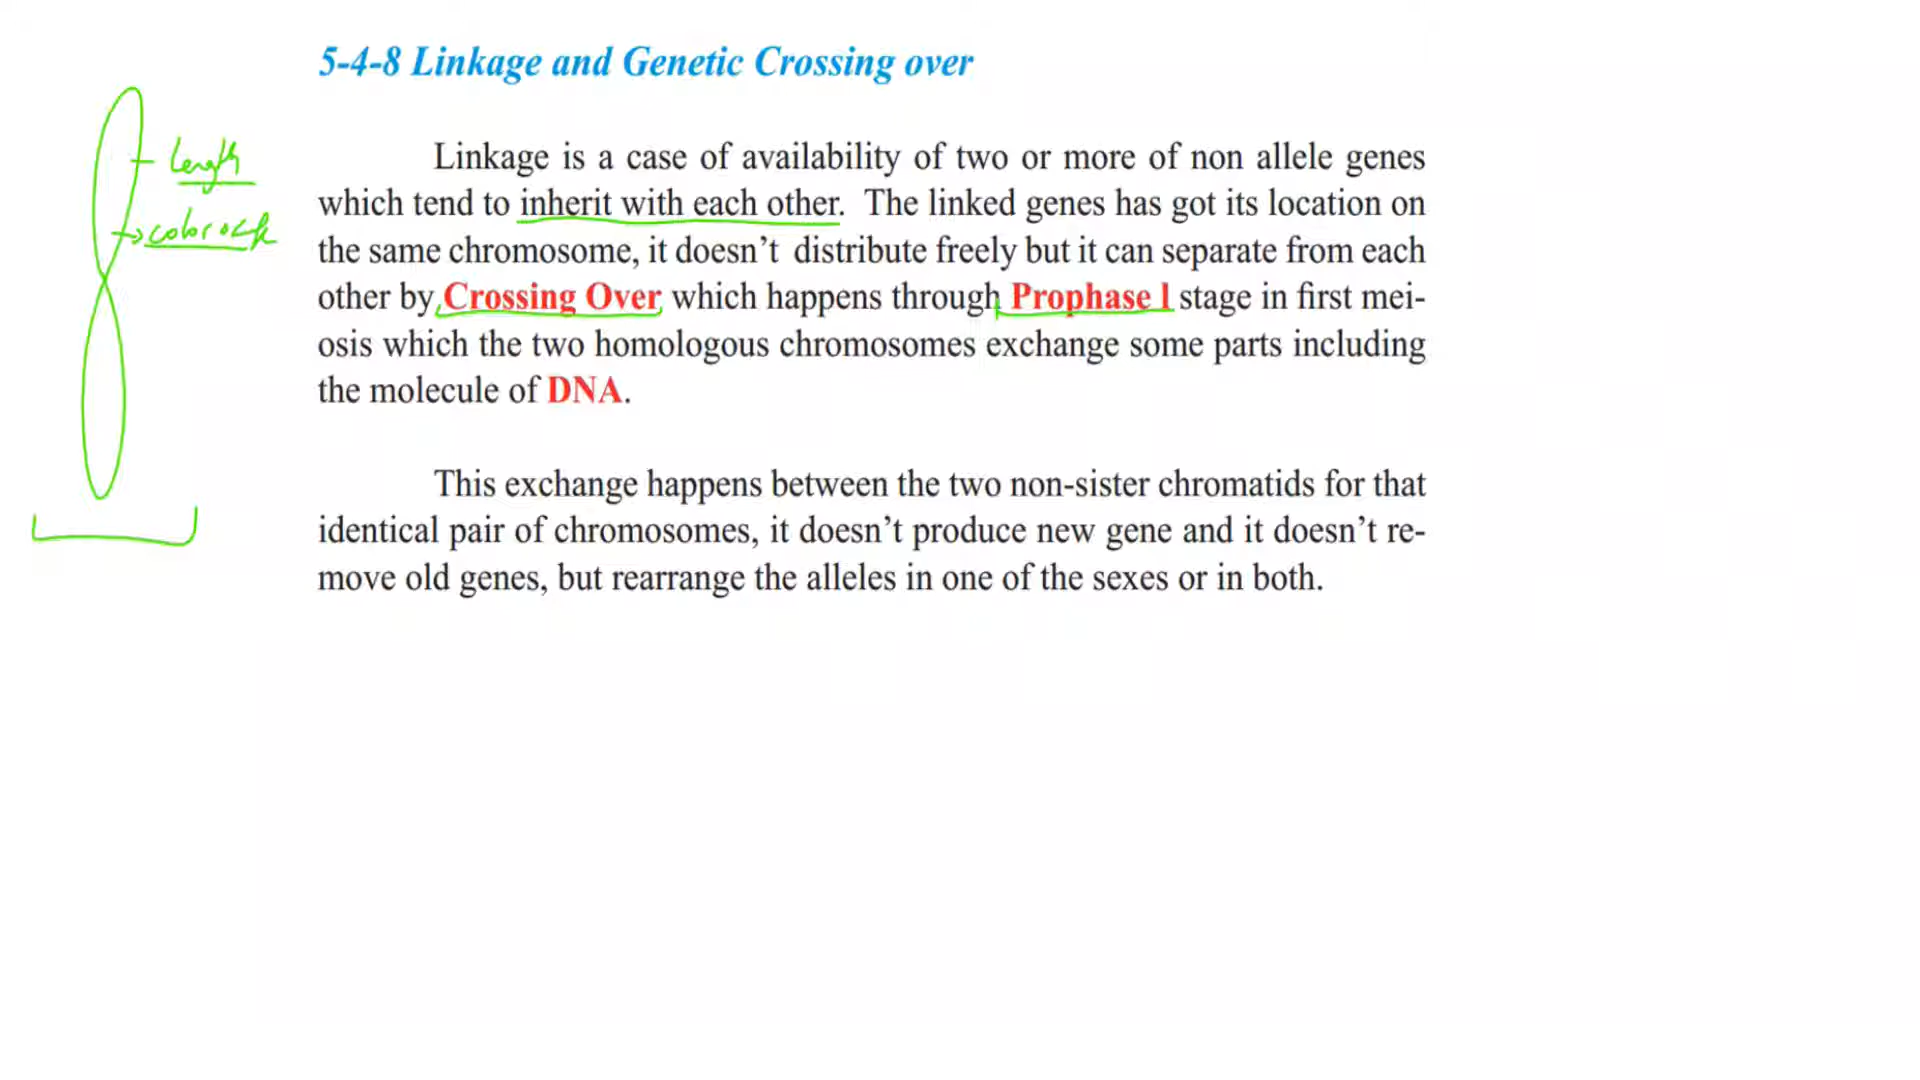 5-4-8 Linkage and Genetic Crossing over
length
Linkage is a case of availability of two or more of non allele genes
which tend to inherit with each other. The linked genes has got its location on
the same chromosome, it doesn’t distribute freely but it can separate from each
other by Crossing Over which happens through Prophase I stage in first mei-
osis which the two homologous chromosomes exchange some parts including
the molecule of DNA.
This exchange happens between the two non-sister chromatids for that
identical pair of chromosomes, it doesn’t produce new gene and it doesn’t re-
move old genes, but rearrange the alleles in one of the sexes or in both.